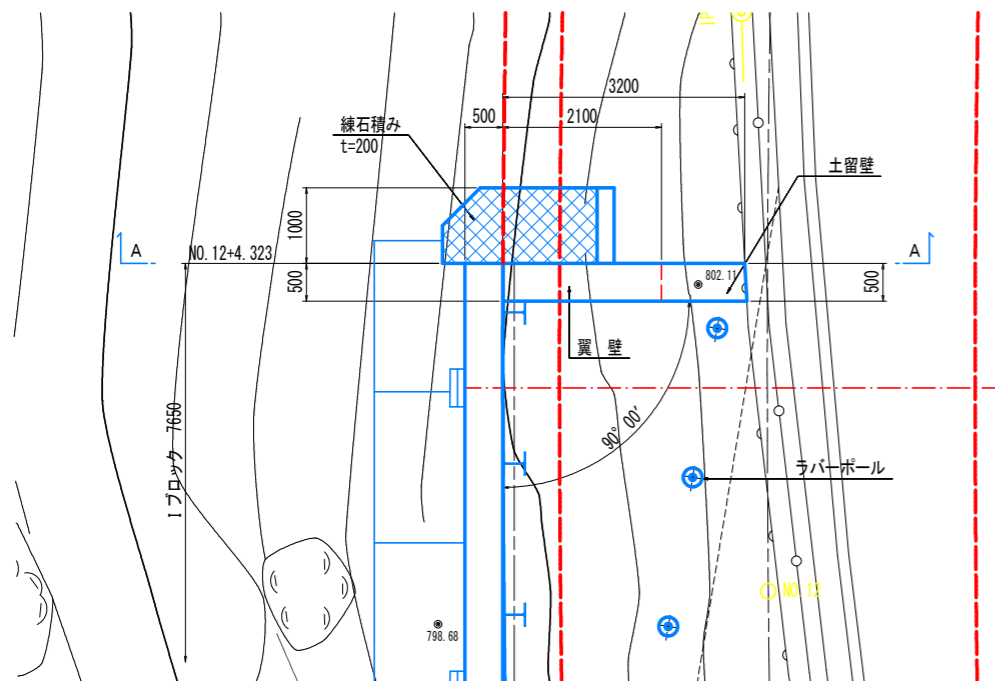 3200
500
2100
練石積み
t=200
土留壁
1000
A
NO.12+4.323
A
802.11
500
500
翼 壁
90° 00′
I ブロック 7650
ラバーポール
NO.12
798.68